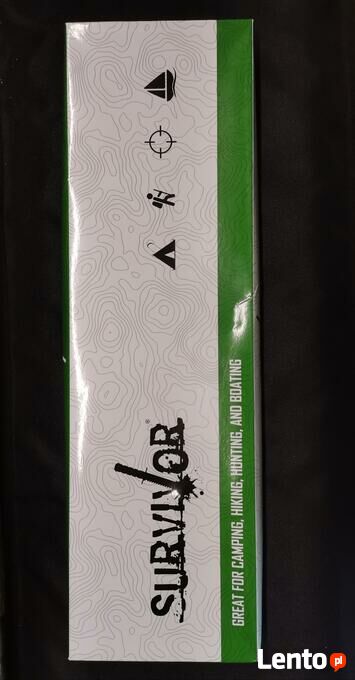 SURVIVOR®
GREAT FOR CAMPING, HIKING, HUNTING, AND BOATING
Lento pl